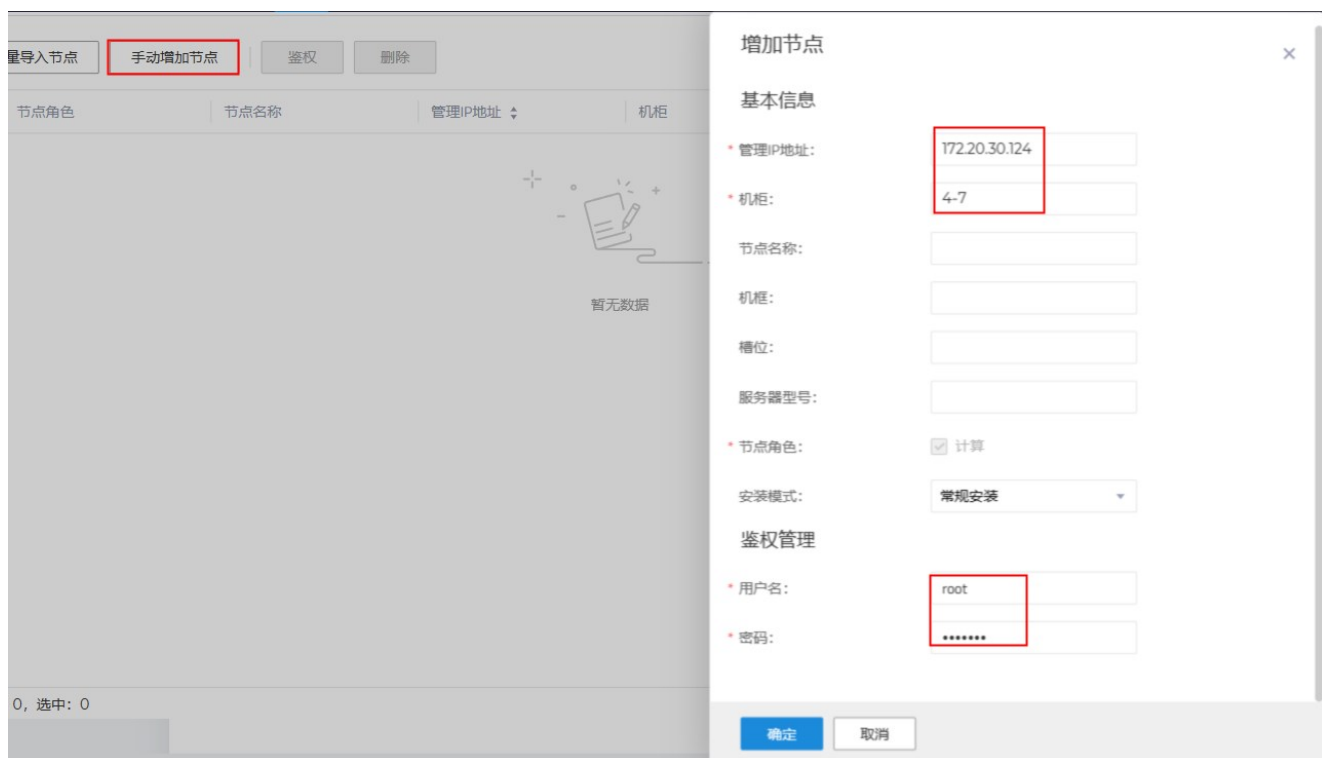 量导入节点 手动增加节点 鉴权 删除
节点角色 节点名称 管理IP地址 机柜
暂无数据
0，选中：0
增加节点
×
基本信息
* 管理IP地址： 172.20.30.124
* 机柜： 4-7
节点名称：
机框：
槽位：
服务器型号：
* 节点角色： 计算
安装模式： 常规安装
鉴权管理
* 用户名： root
* 密码： •••••••
确定 取消